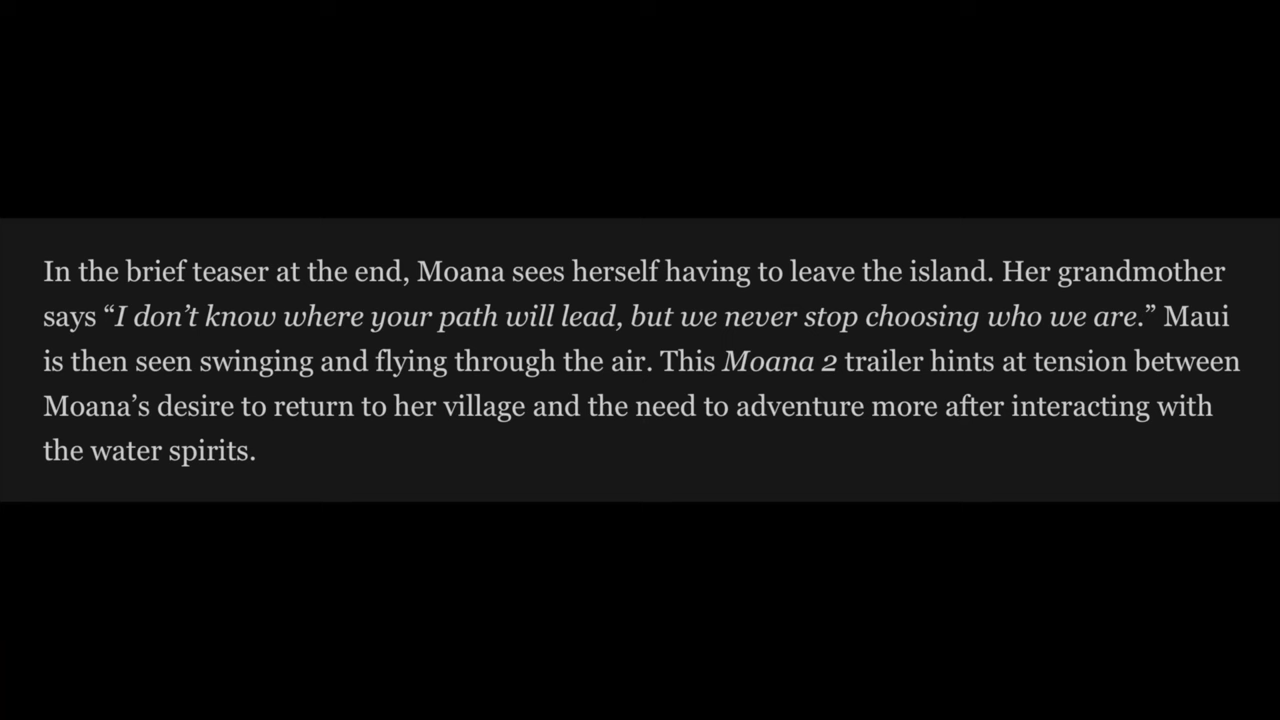 In the brief teaser at the end, Moana sees herself having to leave the island. Her grandmother
says “I don’t know where your path will lead, but we never stop choosing who we are.” Maui
is then seen swinging and flying through the air. This Moana 2 trailer hints at tension between
Moana’s desire to return to her village and the need to adventure more after interacting with
the water spirits.